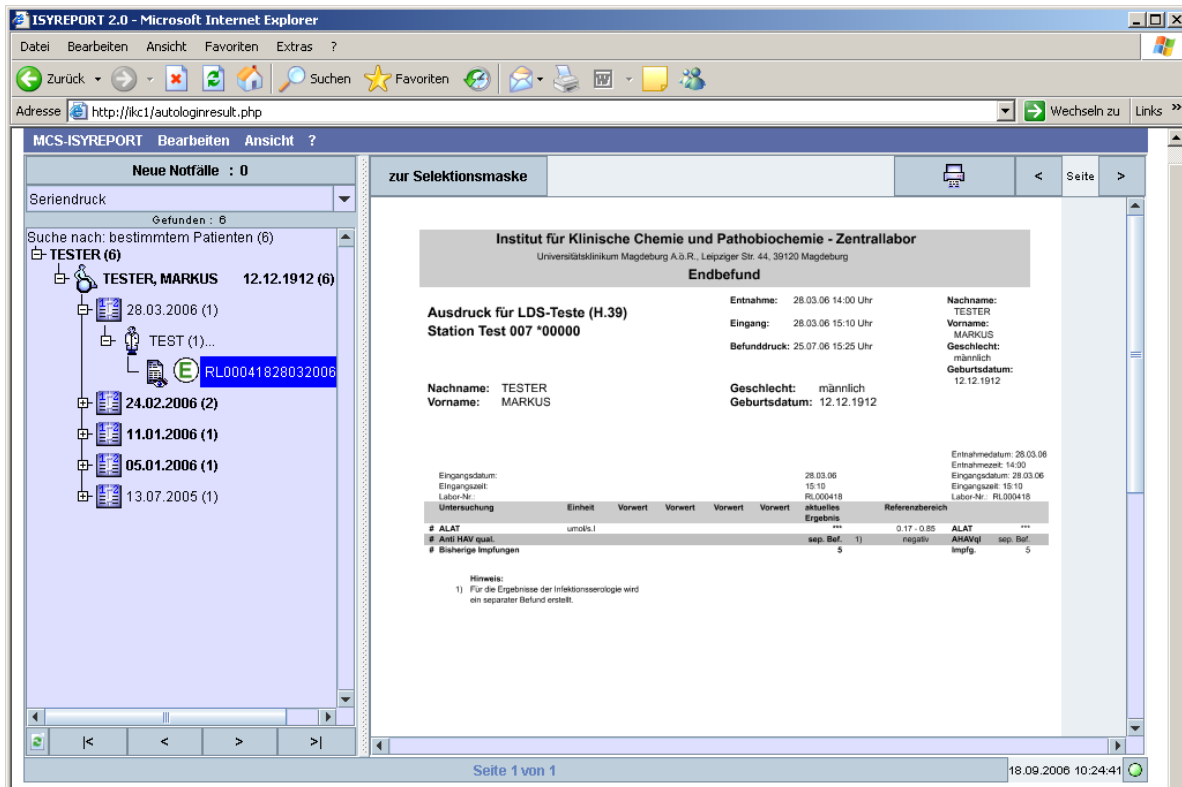 ISYREPORT 2.0 - Microsoft Internet Explorer
Datei Bearbeiten Ansicht Favoriten Extras ?
Zurück Suchen Favoriten
Adresse http://ikc1/autologinresult.php Wechseln zu Links »
MCS-ISYREPORT Bearbeiten Ansicht ?
Neue Notfälle : 0
Seriendruck
Gefunden : 6
Suche nach: bestimmtem Patienten (6)
TESTER (6)
TESTER, MARKUS 12.12.1912 (6)
28.03.2006 (1)
TEST (1)...
E RL00041828032006
24.02.2006 (2)
11.01.2006 (1)
05.01.2006 (1)
13.07.2005 (1)
|< < > >|
zur Selektionsmaske < Seite >
Institut für Klinische Chemie und Pathobiochemie - Zentrallabor
Universitätsklinikum Magdeburg A.ö.R., Leipziger Str. 44, 39120 Magdeburg
Endbefund
Ausdruck für LDS-Teste (H.39)
Station Test 007 *00000
Entnahme: 28.03.06 14:00 Uhr
Eingang: 28.03.06 15:10 Uhr
Befunddruck: 25.07.06 15:25 Uhr
Nachname:
TESTER
Vorname:
MARKUS
Geschlecht:
männlich
Geburtsdatum:
12.12.1912
Nachname: TESTER Geschlecht: männlich
Vorname: MARKUS Geburtsdatum: 12.12.1912
Entnahmedatum: 28.03.06
Entnahmezeit: 14:00
Eingangsdatum: 28.03.06 Eingangsdatum: 28.03.06
Eingangszeit: 15:10 Eingangszeit: 15:10
Labor-Nr.: RL000418 Labor-Nr.: RL000418
Untersuchung Einheit Vorwert Vorwert Vorwert Vorwert aktuelles Referenzbereich
Ergebnis
# ALAT umol/s.l *** 0.17 - 0.85 ALAT ***
# Anti HAV qual. sep. Bef. 1) negativ AHAVql sep. Bef.
# Bisherige Impfungen 5 Impfg. 5
Hinweis:
1) Für die Ergebnisse der Infektionsserologie wird
ein separater Befund erstellt.
Seite 1 von 1
18.09.2006 10:24:41